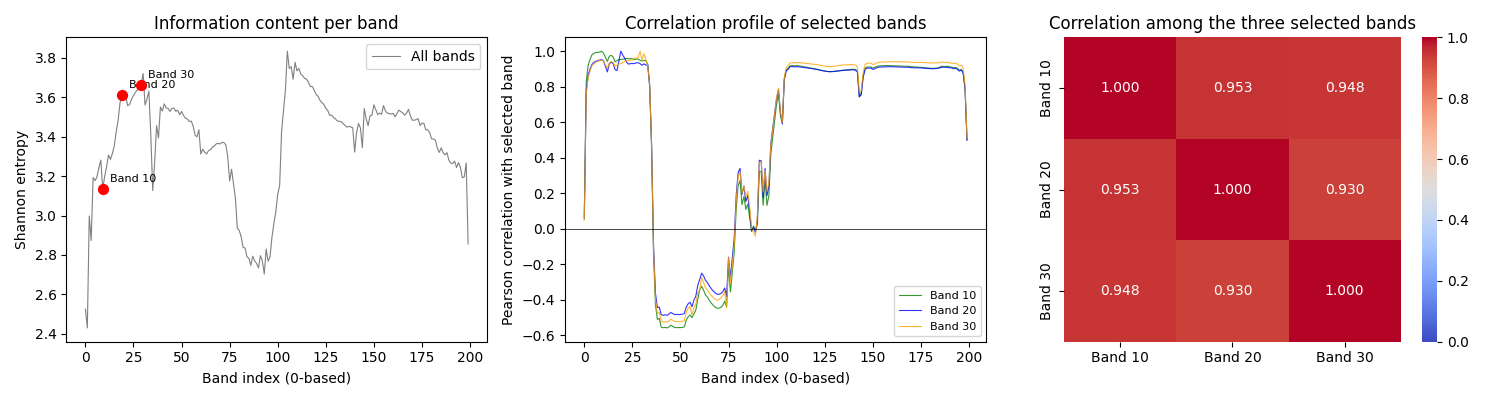 Information content per band
Shannon entropy
3.8
3.6
3.4
3.2
3.0
2.8
2.6
2.4
All bands
Band 30
Band 20
Band 10
0 25 50 75 100 125 150 175 200
Band index (0-based)
Correlation profile of selected bands
Pearson correlation with selected band
1.0
0.8
0.6
0.4
0.2
0.0
−0.2
−0.4
−0.6
Band 10
Band 20
Band 30
0 25 50 75 100 125 150 175 200
Band index (0-based)
Correlation among the three selected bands
Band 10
1.000 0.953 0.948
Band 20
0.953 1.000 0.930
Band 30
0.948 0.930 1.000
Band 10 Band 20 Band 30
1.0
0.8
0.6
0.4
0.2
0.0